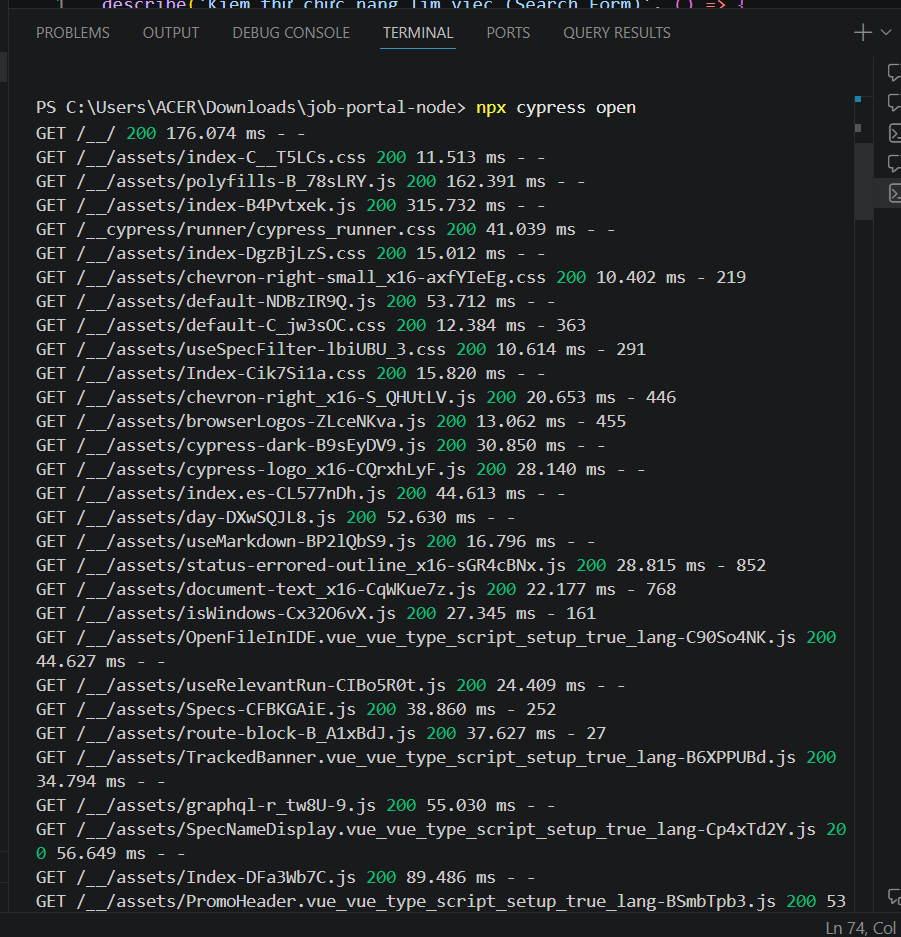 1 describe('Kiểm thử chức năng Tìm việc (Search Form)', () => {
PROBLEMS OUTPUT DEBUG CONSOLE TERMINAL PORTS QUERY RESULTS
PS C:\Users\ACER\Downloads\job-portal-node> npx cypress open
GET /__/ 200 176.074 ms - -
GET /__/assets/index-C__T5LCs.css 200 11.513 ms - -
GET /__/assets/polyfills-B_78sLRY.js 200 162.391 ms - -
GET /__/assets/index-B4Pvtxek.js 200 315.732 ms - -
GET /__cypress/runner/cypress_runner.css 200 41.039 ms - -
GET /__/assets/index-DgzBjLzS.css 200 15.012 ms - -
GET /__/assets/chevron-right-small_x16-axfYIeEg.css 200 10.402 ms - 219
GET /__/assets/default-NDBzIR9Q.js 200 53.712 ms - -
GET /__/assets/default-C_jw3sOC.css 200 12.384 ms - 363
GET /__/assets/useSpecFilter-lbiUBU_3.css 200 10.614 ms - 291
GET /__/assets/Index-Cik7Si1a.css 200 15.820 ms - -
GET /__/assets/chevron-right_x16-S_QHUtLV.js 200 20.653 ms - 446
GET /__/assets/browserLogos-ZLceNKva.js 200 13.062 ms - 455
GET /__/assets/cypress-dark-B9sEyDV9.js 200 30.850 ms - -
GET /__/assets/cypress-logo_x16-CQrxhLyF.js 200 28.140 ms - -
GET /__/assets/index.es-CL577nDh.js 200 44.613 ms - -
GET /__/assets/day-DXwSQJL8.js 200 52.630 ms - -
GET /__/assets/useMarkdown-BP2lQbS9.js 200 16.796 ms - -
GET /__/assets/status-errored-outline_x16-sGR4cBNx.js 200 28.815 ms - 852
GET /__/assets/document-text_x16-CqWKue7z.js 200 22.177 ms - 768
GET /__/assets/isWindows-Cx32O6vX.js 200 27.345 ms - 161
GET /__/assets/OpenFileInIDE.vue_vue_type_script_setup_true_lang-C90So4NK.js 200
44.627 ms - -
GET /__/assets/useRelevantRun-CIBo5R0t.js 200 24.409 ms - -
GET /__/assets/Specs-CFBKGAiE.js 200 38.860 ms - 252
GET /__/assets/route-block-B_A1xBdJ.js 200 37.627 ms - 27
GET /__/assets/TrackedBanner.vue_vue_type_script_setup_true_lang-B6XPPUBd.js 200
34.794 ms - -
GET /__/assets/graphql-r_tw8U-9.js 200 55.030 ms - -
GET /__/assets/SpecNameDisplay.vue_vue_type_script_setup_true_lang-Cp4xTd2Y.js 20
0 56.649 ms - -
GET /__/assets/Index-DFa3Wb7C.js 200 89.486 ms - -
GET /__/assets/PromoHeader.vue_vue_type_script_setup_true_lang-BSmbTpb3.js 200 53
Ln 74, Col